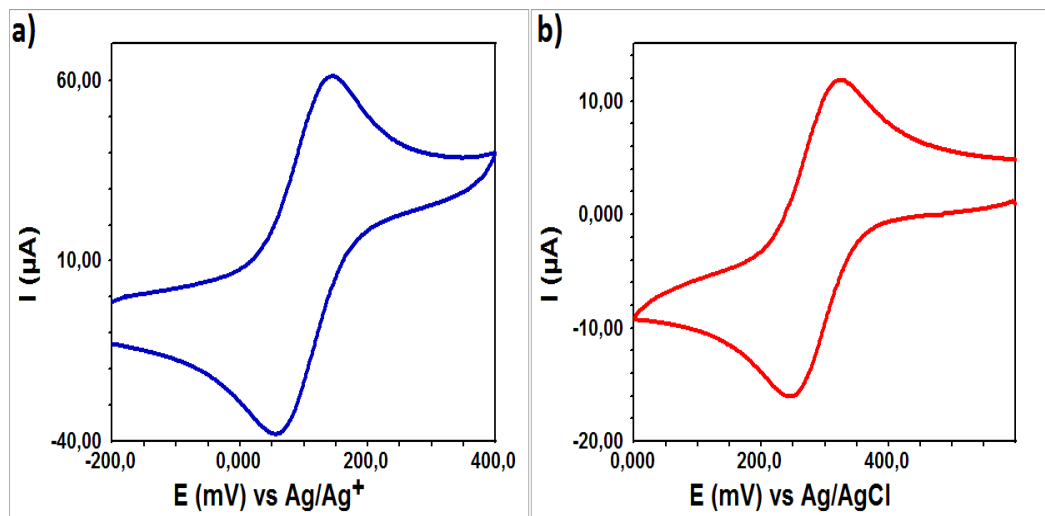 a)
60,00
10,00
-40,00
I (µA)
-200,0 0,000 200,0 400,0
E (mV) vs Ag/Ag⁺
b)
10,00
0,000
-10,00
-20,00
I (µA)
0,000 200,0 400,0
E (mV) vs Ag/AgCl